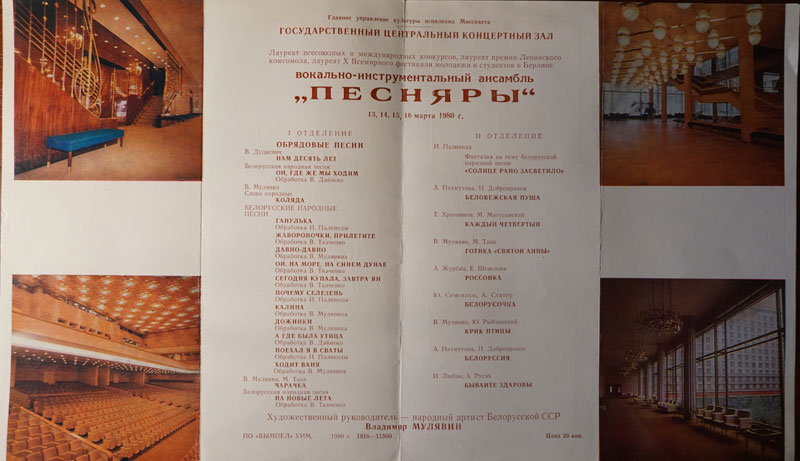 Главное управление культуры исполкома Моссовета
ГОСУДАРСТВЕННЫЙ ЦЕНТРАЛЬНЫЙ КОНЦЕРТНЫЙ ЗАЛ
Лауреат всесоюзных и международных конкурсов, лауреат премии Ленинского
комсомола, лауреат X Всемирного фестиваля молодежи и студентов в Берлине
ВОКАЛЬНО-ИНСТРУМЕНТАЛЬНЫЙ АНСАМБЛЬ
„ПЕСНЯРЫ“
13, 14, 15, 16 марта 1980 г.
I ОТДЕЛЕНИЕ
ОБРЯДОВЫЕ ПЕСНИ
В. Дудкевич
НАМ ДЕСЯТЬ ЛЕТ
Белорусская народная песня
ОЙ, ГДЕ ЖЕ МЫ ХОДИМ
Обработка В. Дайнеко
В. Мулявин
Слова народные
КОЛЯДА
БЕЛОРУССКИЕ НАРОДНЫЕ
ПЕСНИ
ГАНУЛЬКА
Обработка И. Паливоды
ЖАВОРОНОЧКИ, ПРИЛЕТИТЕ
Обработка В. Ткаченко
ДАВНО-ДАВНО
Обработка В. Мулявина
ОЙ, НА МОРЕ, НА СИНЕМ ДУНАЕ
Обработка В. Ткаченко
СЕГОДНЯ КУПАЛА, ЗАВТРА ЯН
Обработка В. Ткаченко
ПОЧЕМУ СЕЛЕЗЕНЬ
Обработка И. Паливоды
КАЛИНА
Обработка В. Мулявина
ДОЖИНКИ
Обработка В. Мулявина
А ГДЕ БЫЛА УТИЦА
Обработка В. Дайнеко
ПОЕХАЛ Я В СВАТЫ
Обработка И. Паливоды
ХОДИТ ВАНЯ
Обработка В. Мулявина
В. Мулявин, М. Танк
ЧАРАЧКА
Белорусская народная песня
НА НОВЫЕ ЛЕТА
Обработка В. Ткаченко
II ОТДЕЛЕНИЕ
И. Паливода
Фантазия на тему белорусской
народной песни
«СОЛНЦЕ РАНО ЗАСВЕТИЛО»
А. Пахмутова, Н. Добронравов
БЕЛОВЕЖСКАЯ ПУЩА
Т. Хренников, М. Матусовский
КАЖДЫЙ ЧЕТВЕРТЫЙ
В. Мулявин, М. Танк
ГОТИКА «СВЯТОЙ АННЫ»
А. Журбин, Е.
РОССОВКА
Ю. Семеняко, А.
БЕЛОРУСОЧКА
В. Мулявин, Ю. Рыбчинский
КРИК ПТИЦЫ
А. Пахмутова, Н. Добронравов
БЕЛОРУССИЯ
И. Любан, А. Русак
БЫВАЙТЕ ЗДОРОВЫ
Художественный руководитель — народный артист Белорусской ССР
Владимир МУЛЯВИН
ПО «ВЫМПЕЛ» УИМ, 1980 г. 1816—11500 Цена 20 коп.